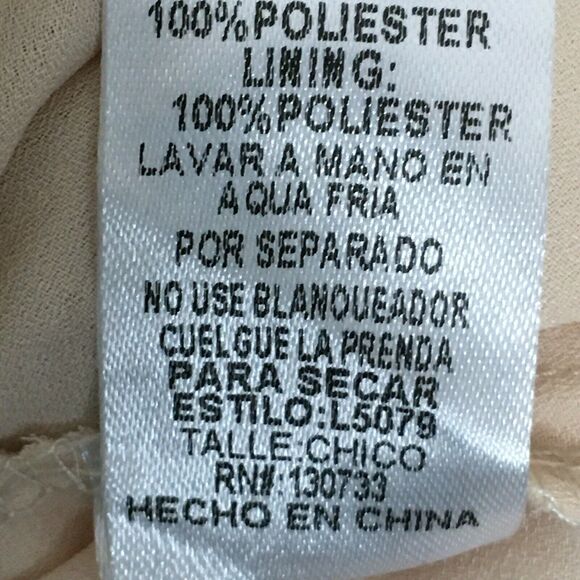 100% POLIESTER
LINING:
100% POLIESTER
LAVAR A MANO EN
AQUA FRIA
POR SEPARADO
NO USE BLANQUEADOR
CUELGUE LA PRENDA
PARA SECAR
ESTILO:L5079
TALLE:CHICO
RN#:130733
HECHO EN CHINA